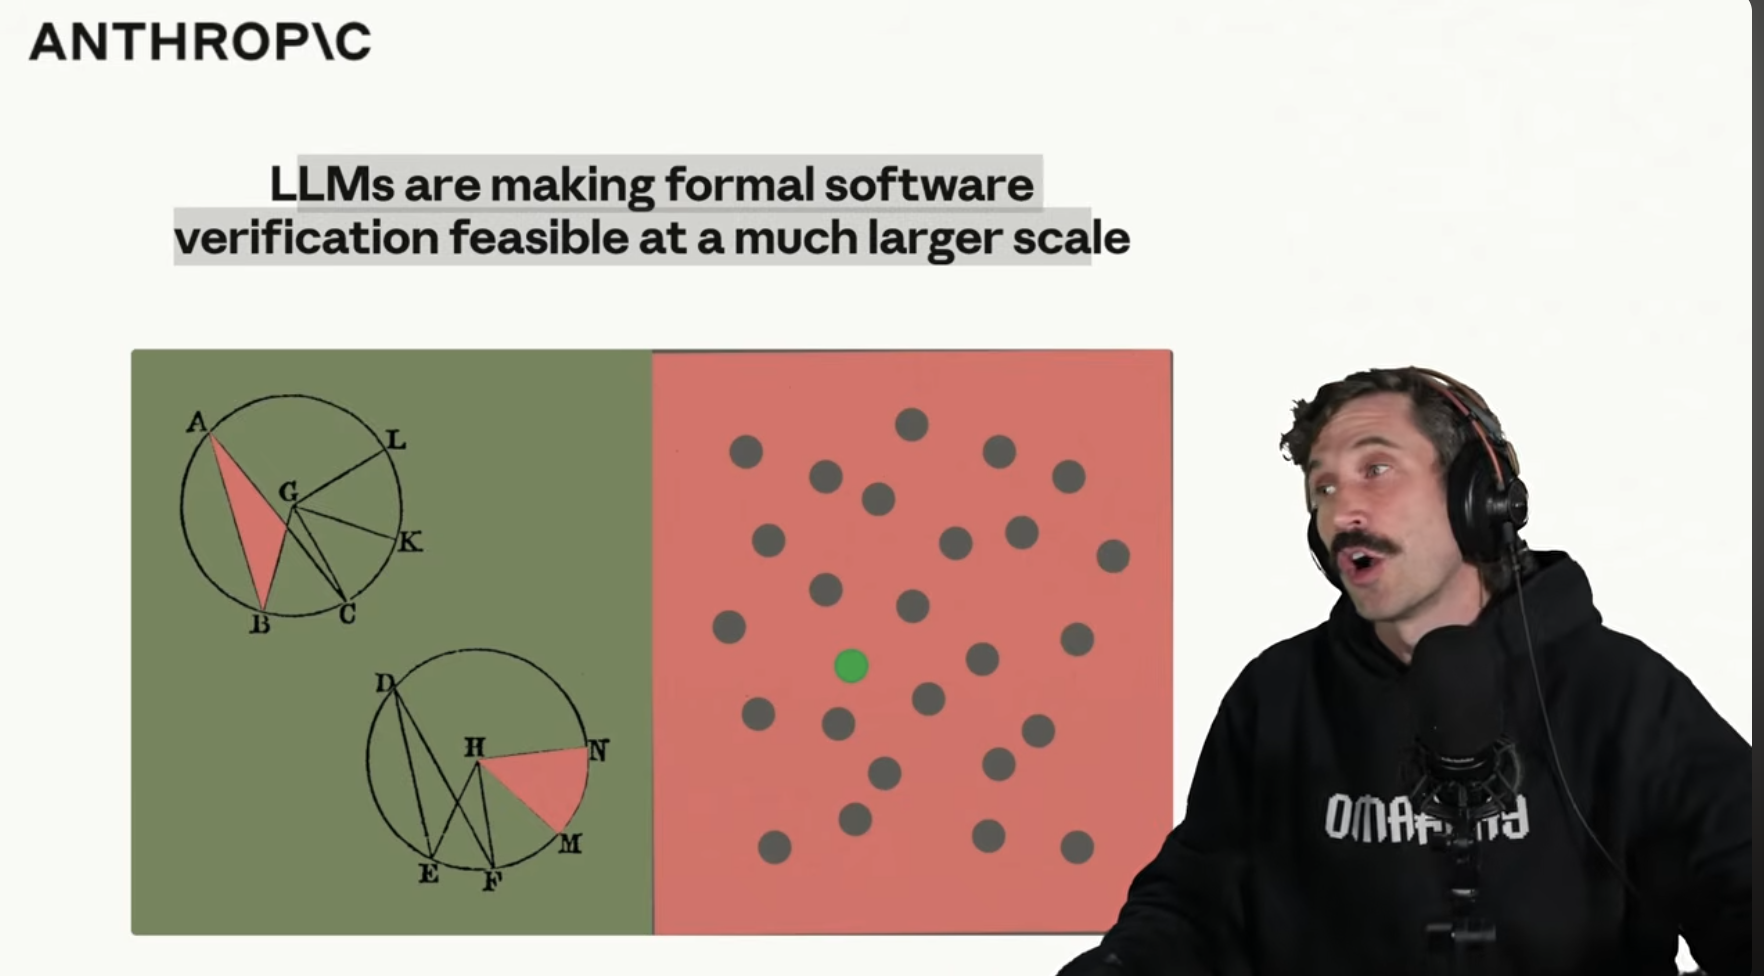 ANTHROP\C
LLMs are making formal software
verification feasible at a much larger scale
A
L
G
K
B
C
D
H
N
M
E
F